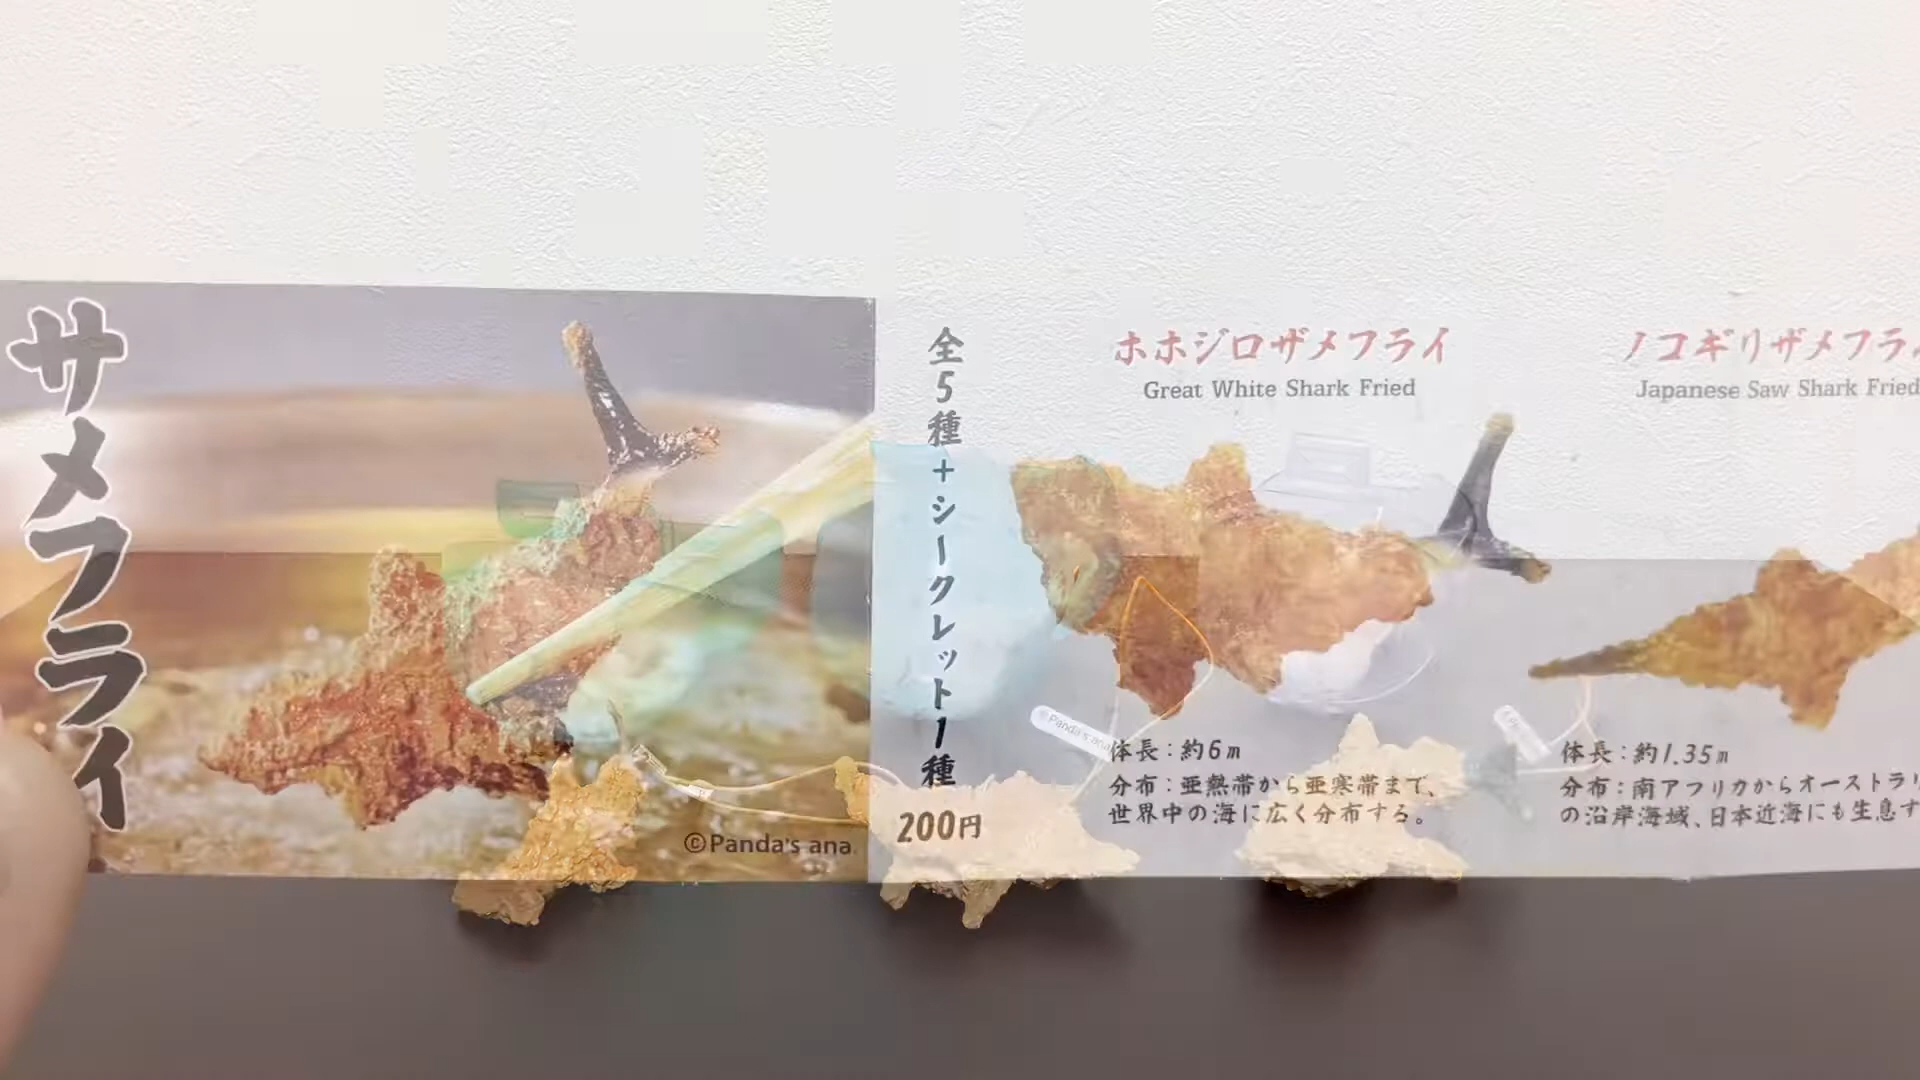 サメフライ
©Panda's ana
全5種+シークレット1種
200円
ホホジロザメフライ
Great White Shark Fried
©Panda's ana
体長:約6m
分布:亜熱帯から亜寒帯まで、
世界中の海に広く分布する。
ノコギリザメフライ
Japanese Saw Shark Fried
体長:約1.35m
分布:南アフリカからオーストラリ
の沿岸海域、日本近海にも生息す